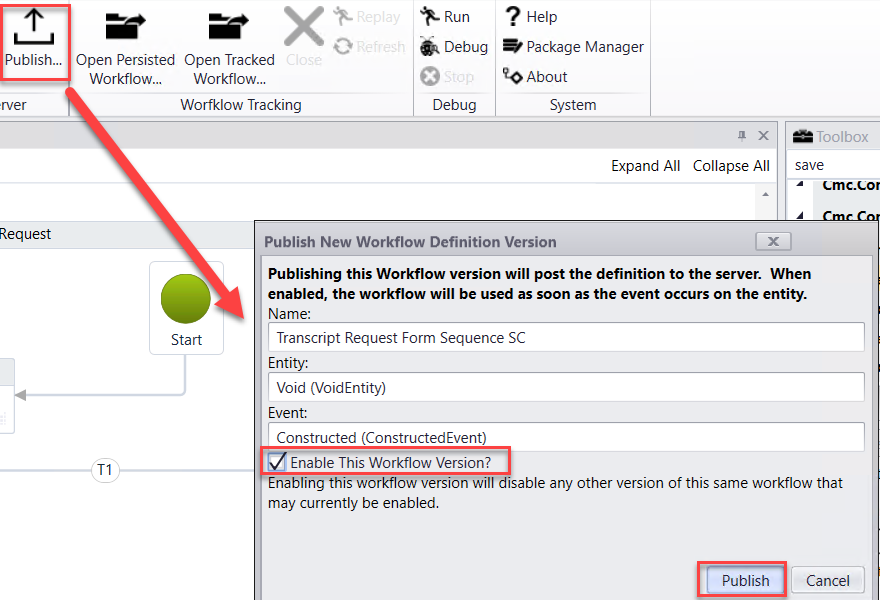 Publish...
Open Persisted
Workflow...
Open Tracked
Workflow...
Close
Replay
Refresh
Run
Debug
Stop
Help
Package Manager
About
erver
Worfklow Tracking
Debug
System
Toolbox
Expand All Collapse All
save
Cmc.Cor
Cmc.Cor
Request
Start
T1
Publish New Workflow Definition Version
Publishing this Workflow version will post the definition to the server. When
enabled, the workflow will be used as soon as the event occurs on the entity.
Name:
Transcript Request Form Sequence SC
Entity:
Void (VoidEntity)
Event:
Constructed (ConstructedEvent)
Enable This Workflow Version?
Enabling this workflow version will disable any other version of this same workflow that
may currently be enabled.
Publish Cancel